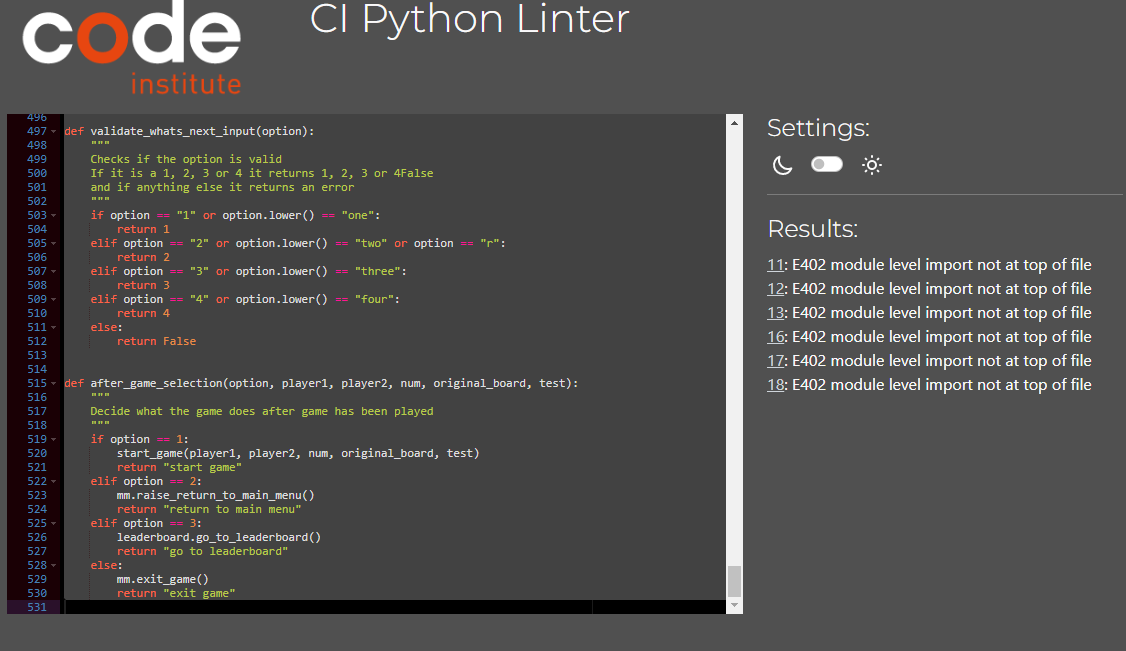 code
institute
CI Python Linter
496
497 def validate_whats_next_input(option):
498 """
499 Checks if the option is valid
500 If it is a 1, 2, 3 or 4 it returns 1, 2, 3 or 4False
501 and if anything else it returns an error
502 """
503 if option == "1" or option.lower() == "one":
504 return 1
505 elif option == "2" or option.lower() == "two" or option == "r":
506 return 2
507 elif option == "3" or option.lower() == "three":
508 return 3
509 elif option == "4" or option.lower() == "four":
510 return 4
511 else:
512 return False
513
514
515 def after_game_selection(option, player1, player2, num, original_board, test):
516 """
517 Decide what the game does after game has been played
518 """
519 if option == 1:
520 start_game(player1, player2, num, original_board, test)
521 return "start game"
522 elif option == 2:
523 mm.raise_return_to_main_menu()
524 return "return to main menu"
525 elif option == 3:
526 leaderboard.go_to_leaderboard()
527 return "go to leaderboard"
528 else:
529 mm.exit_game()
530 return "exit game"
531
Settings:
Results:
11: E402 module level import not at top of file
12: E402 module level import not at top of file
13: E402 module level import not at top of file
16: E402 module level import not at top of file
17: E402 module level import not at top of file
18: E402 module level import not at top of file